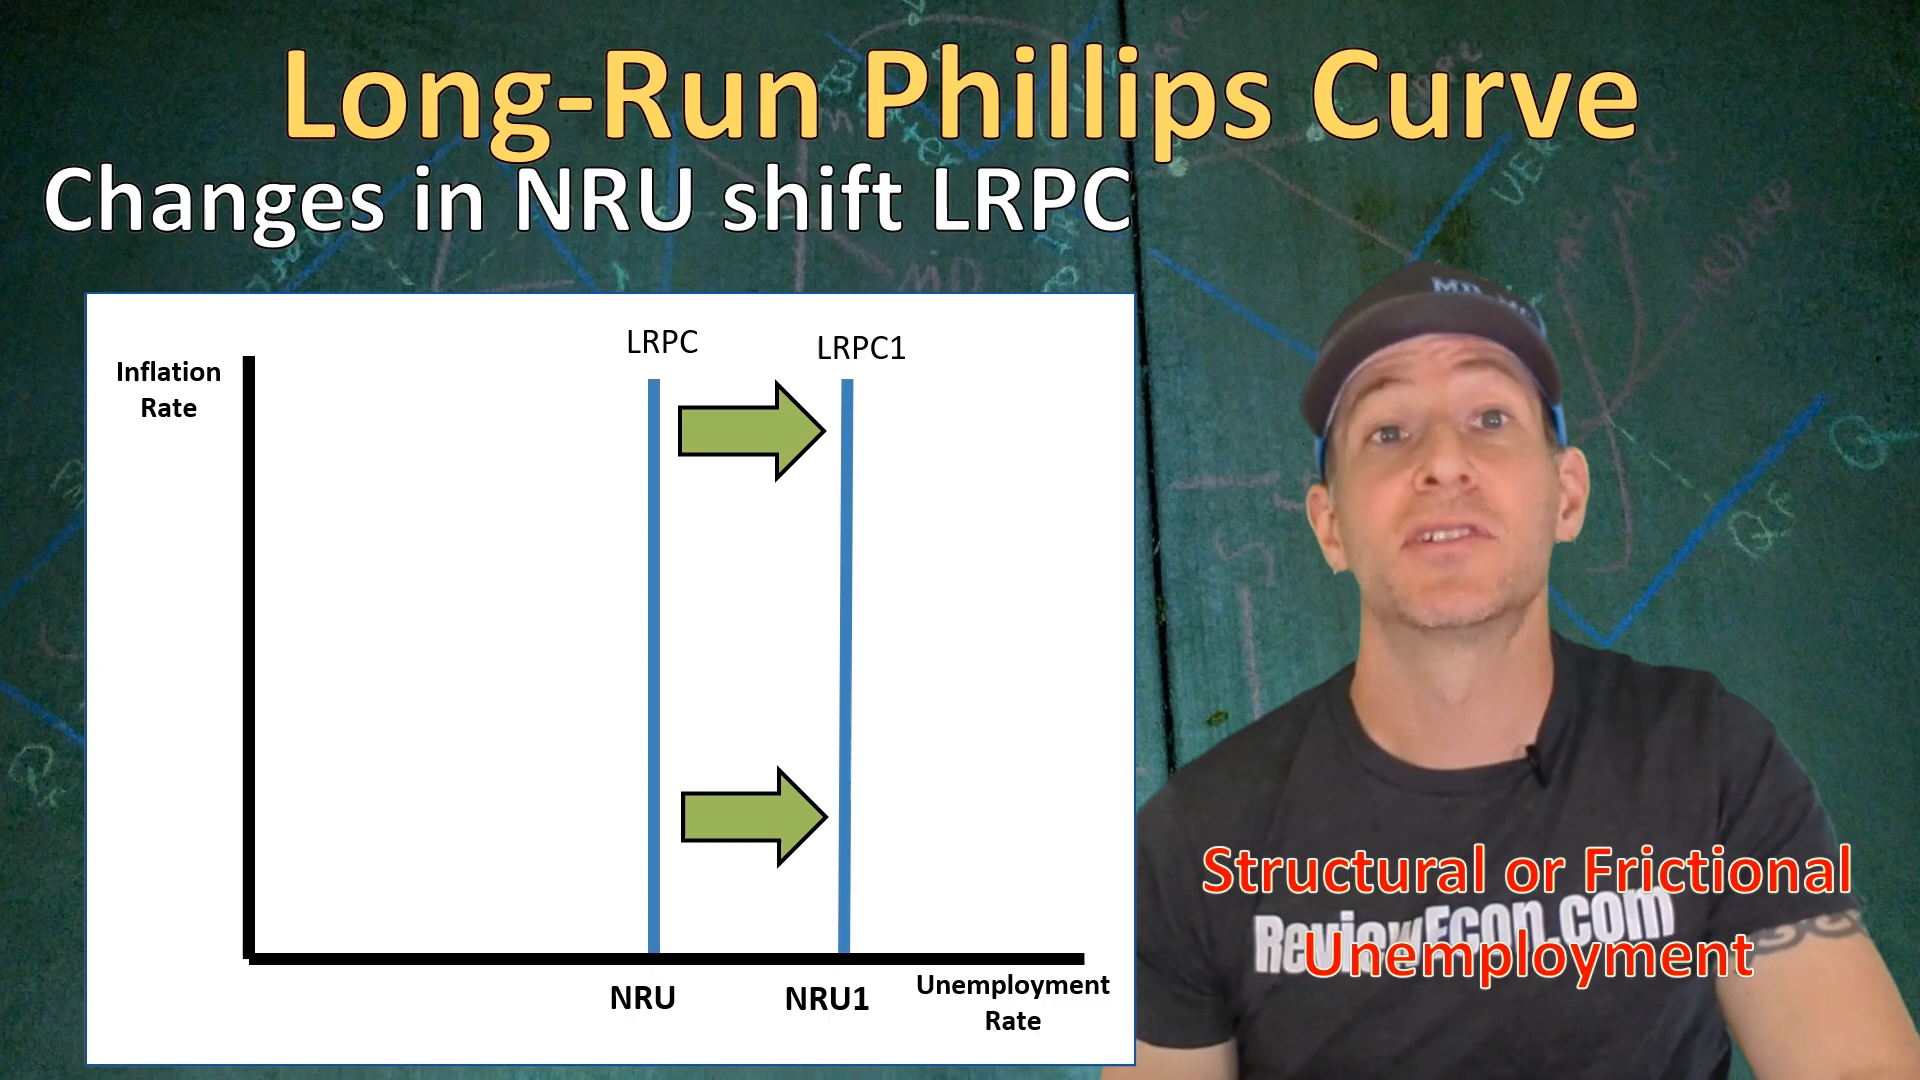 Long-Run Phillips Curve
Changes in NRU shift LRPC
LRPC
LRPC1
Inflation
Rate
NRU
NRU1
Unemployment
Rate
Structural or Frictional
ReviewEcon.com
Unemployment